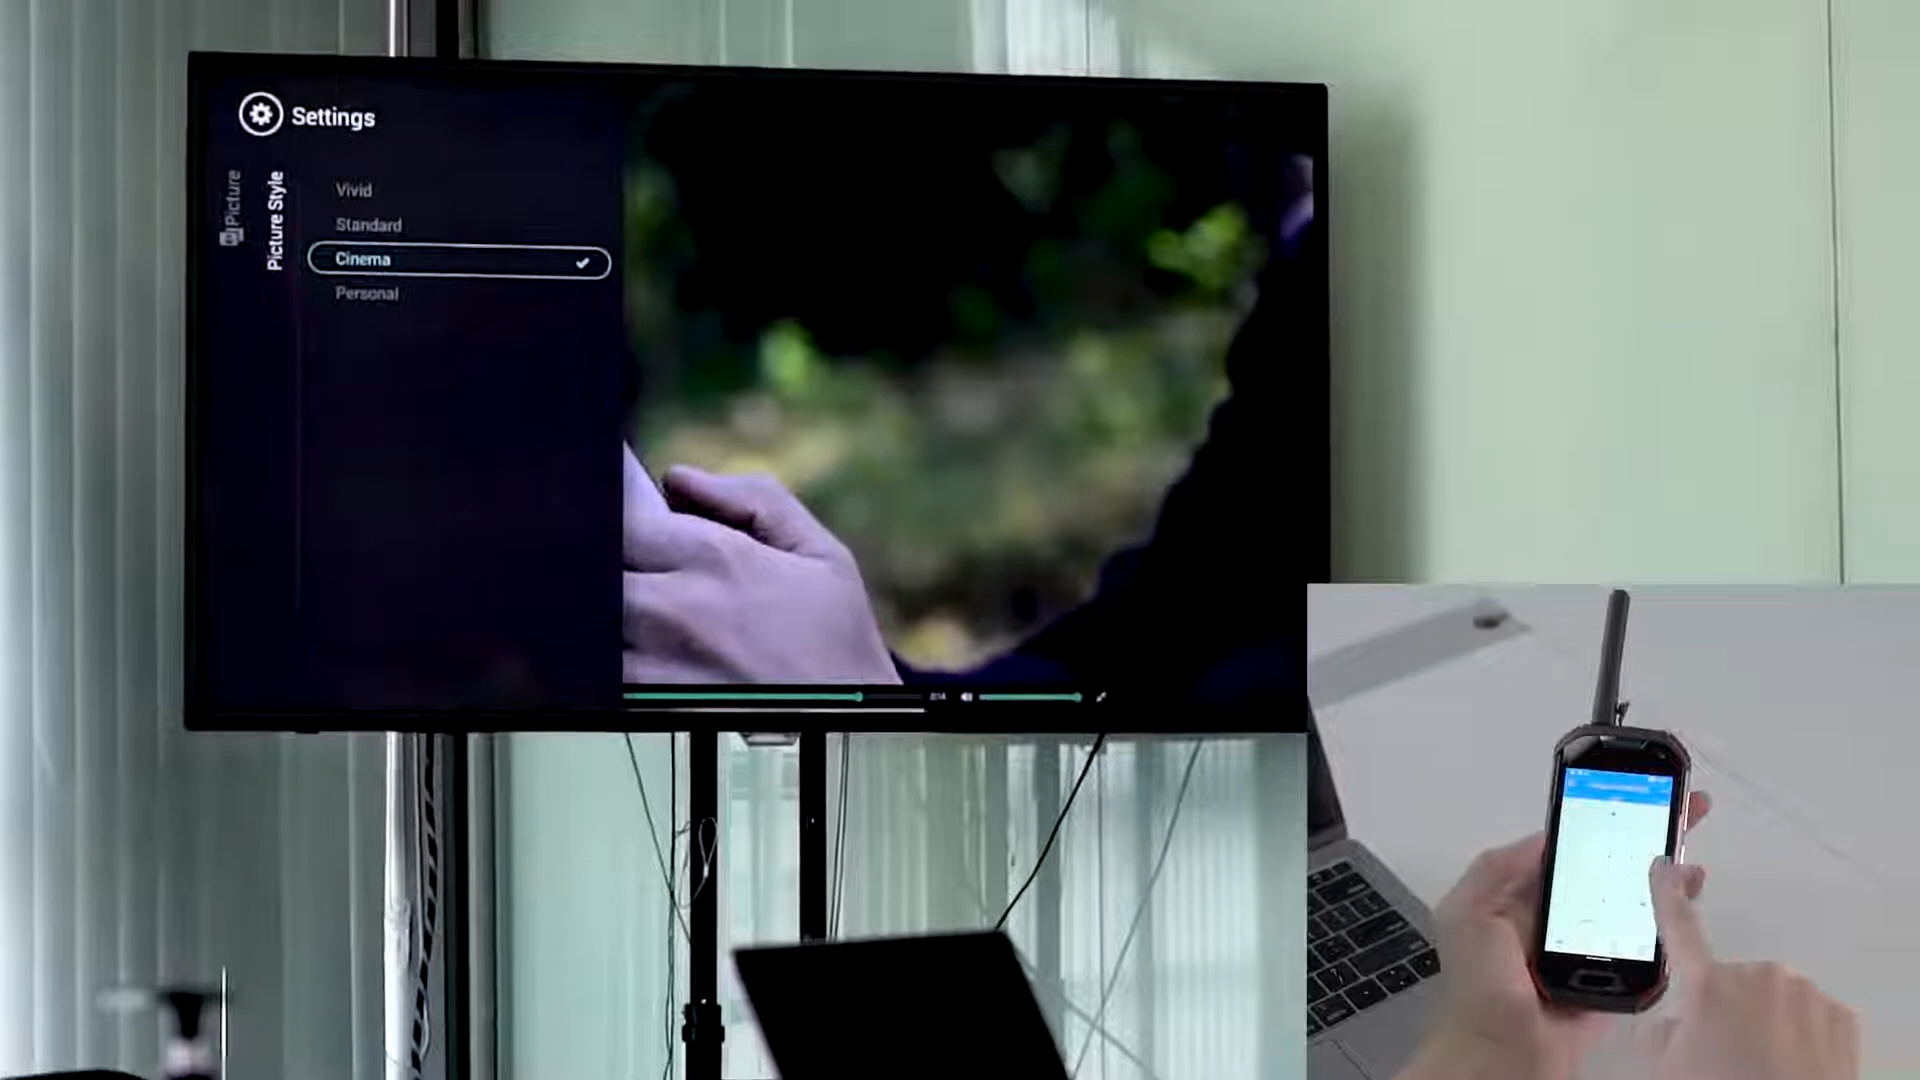 Settings
Picture
Picture Style
Vivid
Standard
Cinema
Personal